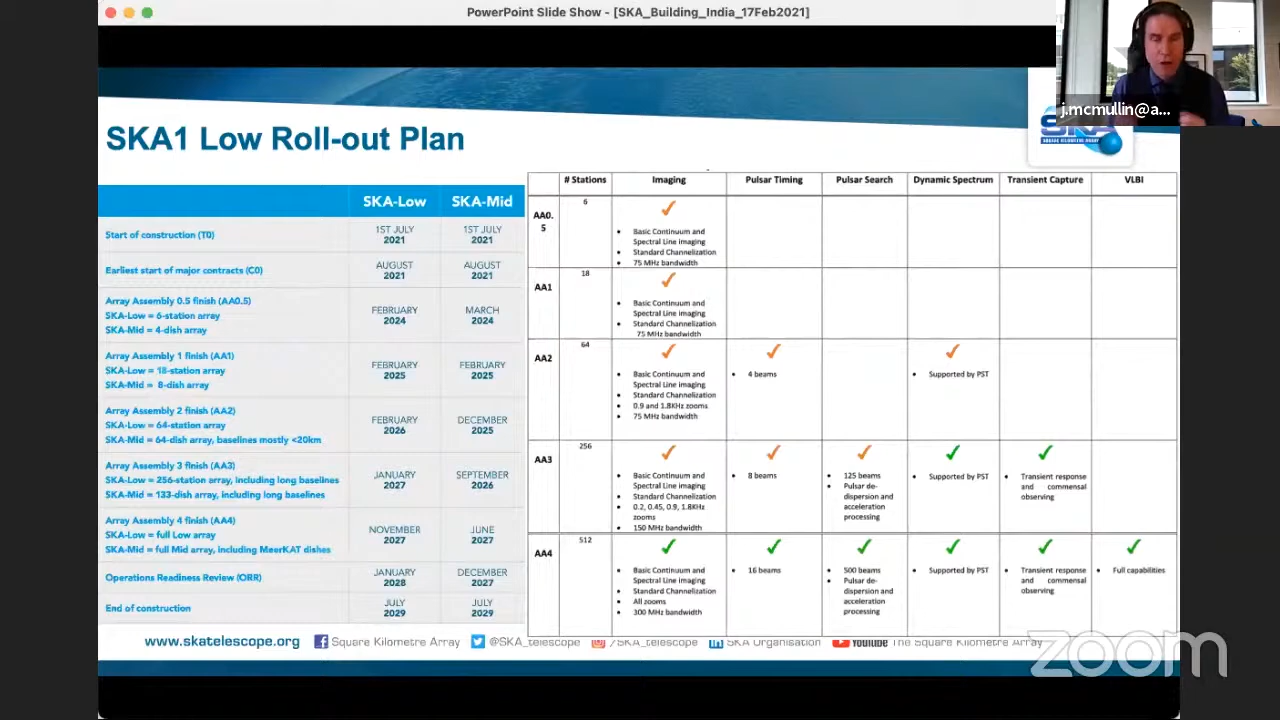 PowerPoint Slide Show - [SKA_Building_India_17Feb2021]
j.mcmullin@a...
SKA
SQUARE KILOMETRE ARRAY
SKA1 Low Roll-out Plan
SKA-Low SKA-Mid
Start of construction (T0) 1ST JULY 2021 1ST JULY 2021
Earliest start of major contracts (C0) AUGUST 2021 AUGUST 2021
Array Assembly 0.5 finish (AA0.5)
SKA-Low = 6-station array
SKA-Mid = 4-dish array
FEBRUARY 2024 MARCH 2024
Array Assembly 1 finish (AA1)
SKA-Low = 18-station array
SKA-Mid = 8-dish array
FEBRUARY 2025 FEBRUARY 2025
Array Assembly 2 finish (AA2)
SKA-Low = 64-station array
SKA-Mid = 64-dish array, baselines mostly <20km
FEBRUARY 2026 DECEMBER 2025
Array Assembly 3 finish (AA3)
SKA-Low = 256-station array, including long baselines
SKA-Mid = 133-dish array, including long baselines
JANUARY 2027 SEPTEMBER 2026
Array Assembly 4 finish (AA4)
SKA-Low = full Low array
SKA-Mid = full Mid array, including MeerKAT dishes
NOVEMBER 2027 JUNE 2027
Operations Readiness Review (ORR) JANUARY 2028 DECEMBER 2027
End of construction JULY 2029 JULY 2029
# Stations Imaging Pulsar Timing Pulsar Search Dynamic Spectrum Transient Capture VLBI
AA0.5
6
✓
• Basic Continuum and
Spectral Line imaging
• Standard Channelization
• 75 MHz bandwidth
AA1
18
✓
• Basic Continuum and
Spectral Line imaging
• Standard Channelization
75 MHz bandwidth
AA2
64
✓ ✓ ✓
• Basic Continuum and
Spectral Line imaging
• Standard Channelization
• 0.9 and 1.8KHz zooms
• 75 MHz bandwidth
• 4 beams
• Supported by PST
AA3
256
✓ ✓ ✓ ✓ ✓
• Basic Continuum and
Spectral Line imaging
• Standard Channelization
• 0.2, 0.45, 0.9, 1.8KHz
zooms
• 150 MHz bandwidth
• 8 beams
• 125 beams
• Pulsar de-
dispersion and
acceleration
processing
• Supported by PST
• Transient response
and commensal
observing
AA4
512
✓ ✓ ✓ ✓ ✓ ✓
• Basic Continuum and
Spectral Line imaging
• Standard Channelization
• All zooms
• 300 MHz bandwidth
• 16 beams
• 500 beams
• Pulsar de-
dispersion and
acceleration
processing
• Supported by PST
• Transient response
and commensal
observing
• Full capabilities
www.skatelescope.org Square Kilometre Array @SKA_telescope /SKA_telescope SKA Organisation YouTube The Square Kilometre Array
zoom